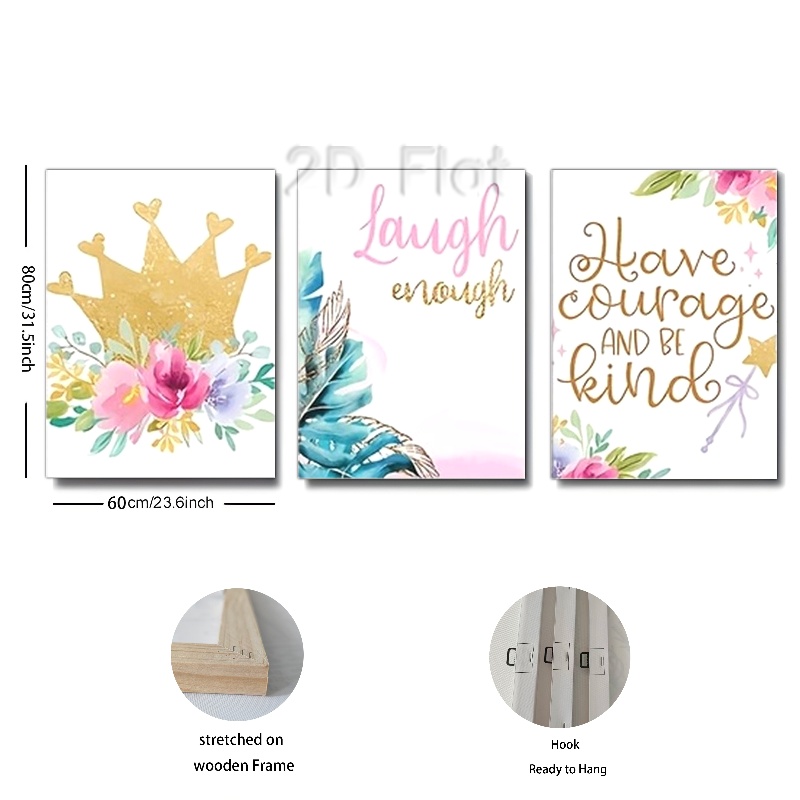 2D Flat
Laugh
enough
Have
courage
AND BE
kind
80cm/31.5inch
60cm/23.6inch
stretched on
wooden Frame
Hook
Ready to Hang